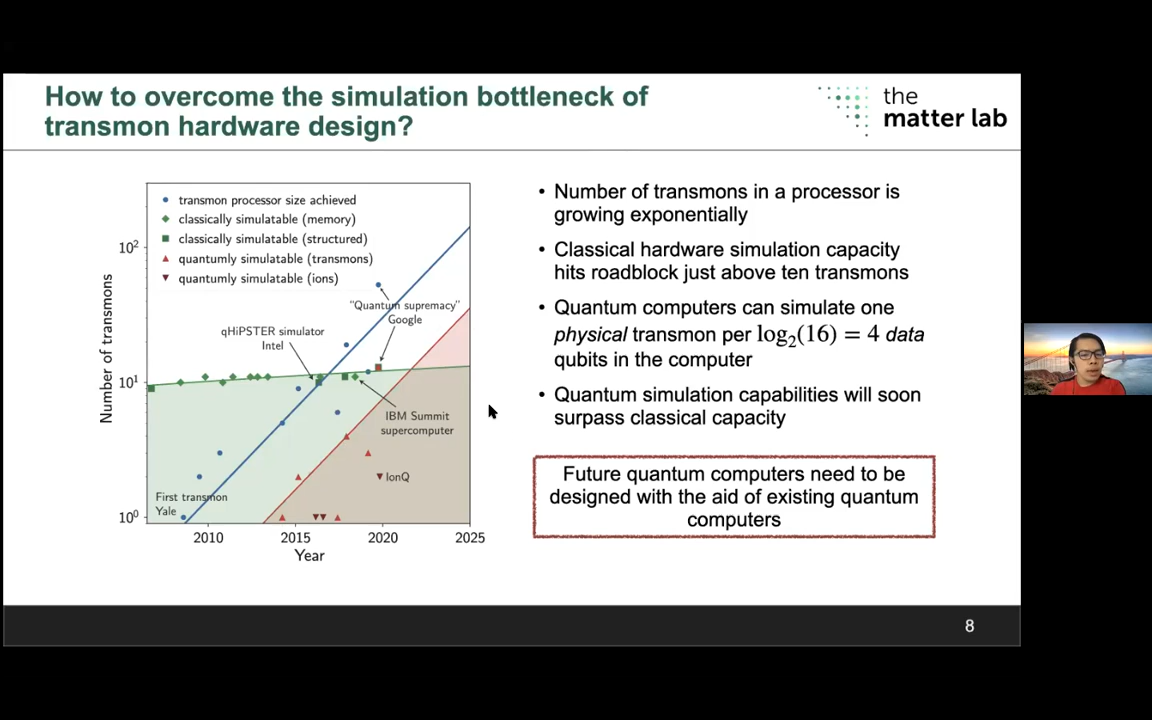 How to overcome the simulation bottleneck of
transmon hardware design?
the
matter lab
transmon processor size achieved
classically simulatable (memory)
classically simulatable (structured)
quantumly simulatable (transmons)
quantumly simulatable (ions)
"Quantum supremacy"
Google
qHiPSTER simulator
Intel
IBM Summit
supercomputer
IonQ
First transmon
Yale
Number of transmons
10²
10¹
10⁰
2010
2015
2020
2025
Year
• Number of transmons in a processor is
growing exponentially
• Classical hardware simulation capacity
hits roadblock just above ten transmons
• Quantum computers can simulate one
physical transmon per log₂(16) = 4 data
qubits in the computer
• Quantum simulation capabilities will soon
surpass classical capacity
Future quantum computers need to be
designed with the aid of existing quantum
computers
8